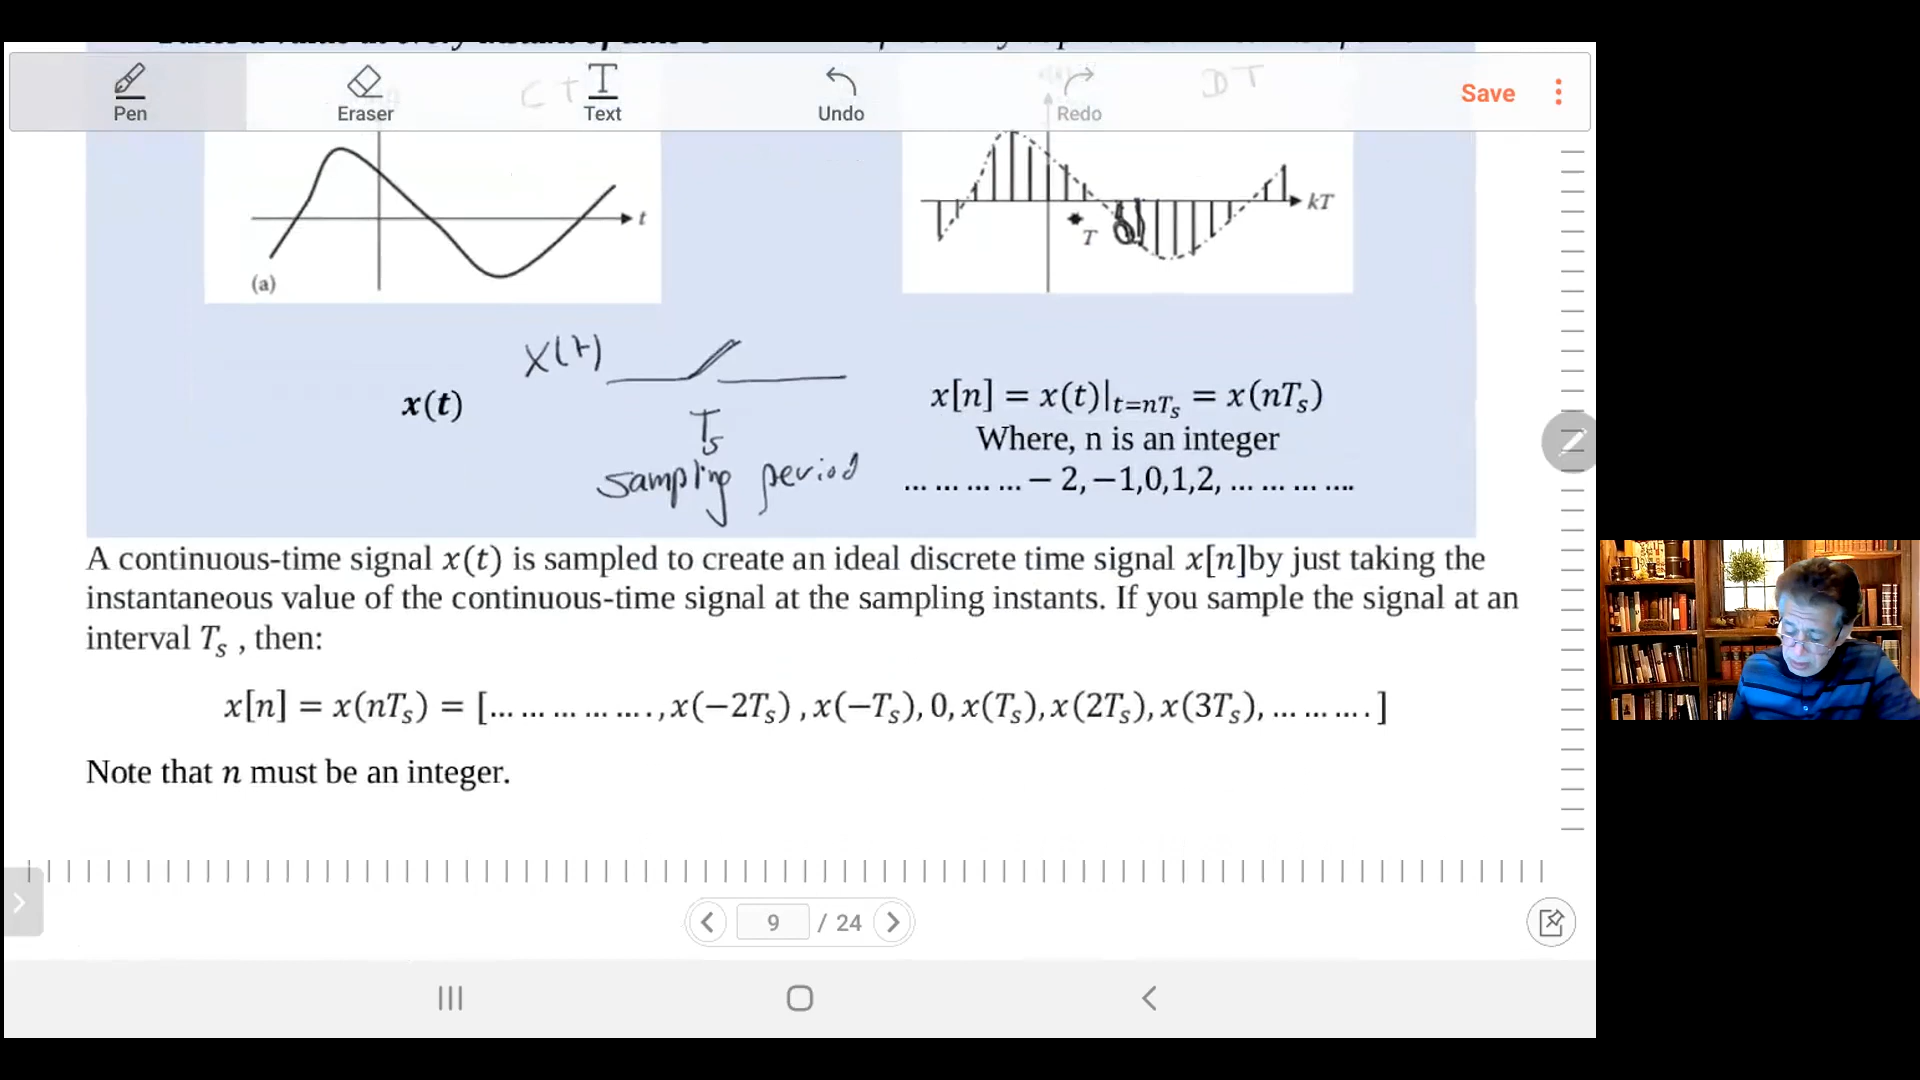 Pen
Eraser
CT
Text
Undo
Redo
DT
Save
t
(a)
kT
T
x(t)
x(t)
Ts
sampling period
x[n] = x(t)|t=nTs = x(nTs)
Where, n is an integer
... ... ... ... − 2, −1,0,1,2, ... ... ... ....
A continuous-time signal x(t) is sampled to create an ideal discrete time signal x[n]by just taking the
instantaneous value of the continuous-time signal at the sampling instants. If you sample the signal at an
interval Ts , then:
x[n] = x(nTs) = [... ... ... ... .... , x(−2Ts) , x(−Ts), 0, x(Ts), x(2Ts), x(3Ts), ... ... .... ]
Note that n must be an integer.
9 / 24